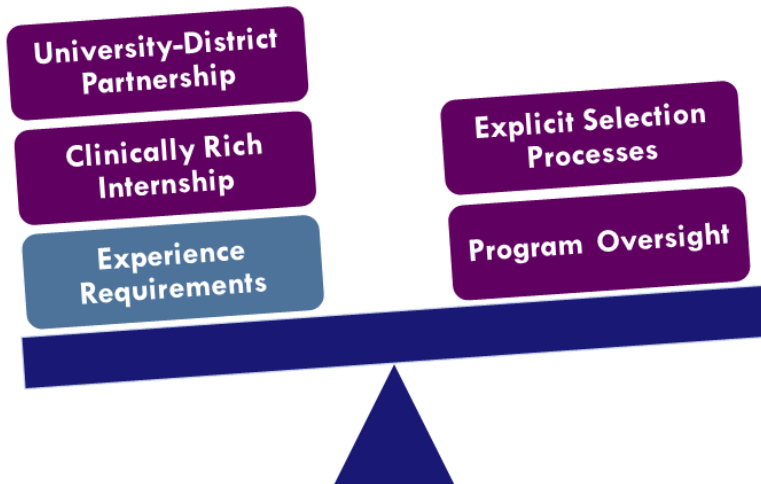 University-District
Partnership
Clinically Rich
Internship
Experience
Requirements
Explicit Selection
Processes
Program Oversight